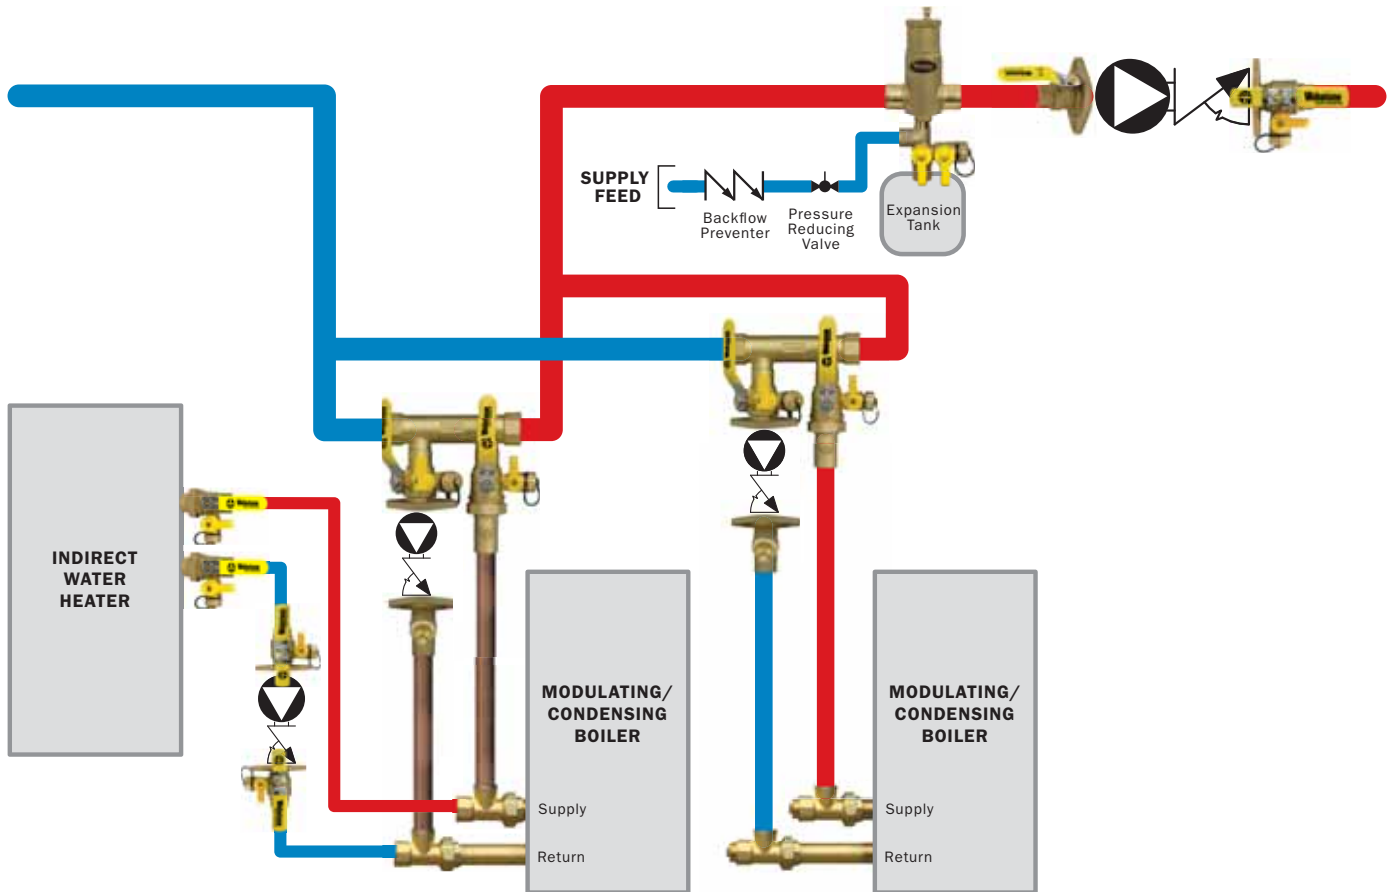 SUPPLY
FEED
Backflow
Preventer
Pressure
Reducing
Valve
Expansion
Tank
INDIRECT
WATER
HEATER
MODULATING/
CONDENSING
BOILER
Supply
Return
MODULATING/
CONDENSING
BOILER
Supply
Return